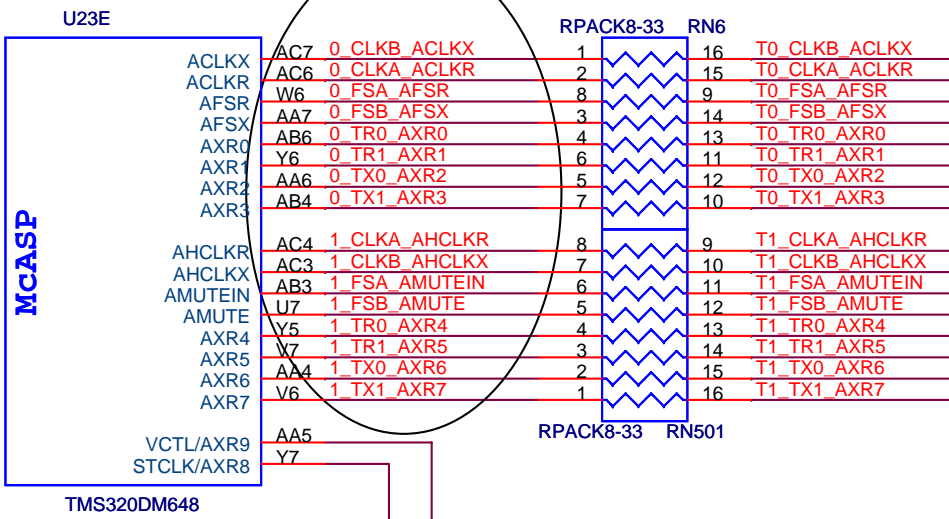 U23E RPACK8-33 RN6
ACLKX AC7 0_CLKB_ACLKX 1 16 T0_CLKB_ACLKX
ACLKR AC6 0_CLKA_ACLKR 2 15 T0_CLKA_ACLKR
AFSR W6 0_FSA_AFSR 8 9 T0_FSA_AFSR
AFSX AA7 0_FSB_AFSX 3 14 T0_FSB_AFSX
AXR0 AB6 0_TR0_AXR0 4 13 T0_TR0_AXR0
AXR1 Y6 0_TR1_AXR1 6 11 T0_TR1_AXR1
AXR2 AA6 0_TX0_AXR2 5 12 T0_TX0_AXR2
AXR3 AB4 0_TX1_AXR3 7 10 T0_TX1_AXR3
McASP
AHCLKR AC4 1_CLKA_AHCLKR 8 9 T1_CLKA_AHCLKR
AHCLKX AC3 1_CLKB_AHCLKX 7 10 T1_CLKB_AHCLKX
AMUTEIN AB3 1_FSA_AMUTEIN 6 11 T1_FSA_AMUTEIN
AMUTE U7 1_FSB_AMUTE 5 12 T1_FSB_AMUTE
AXR4 Y5 1_TR0_AXR4 4 13 T1_TR0_AXR4
AXR5 V7 1_TR1_AXR5 3 14 T1_TR1_AXR5
AXR6 AA4 1_TX0_AXR6 2 15 T1_TX0_AXR6
AXR7 V6 1_TX1_AXR7 1 16 T1_TX1_AXR7
RPACK8-33 RN501
VCTL/AXR9 AA5
STCLK/AXR8 Y7
TMS320DM648